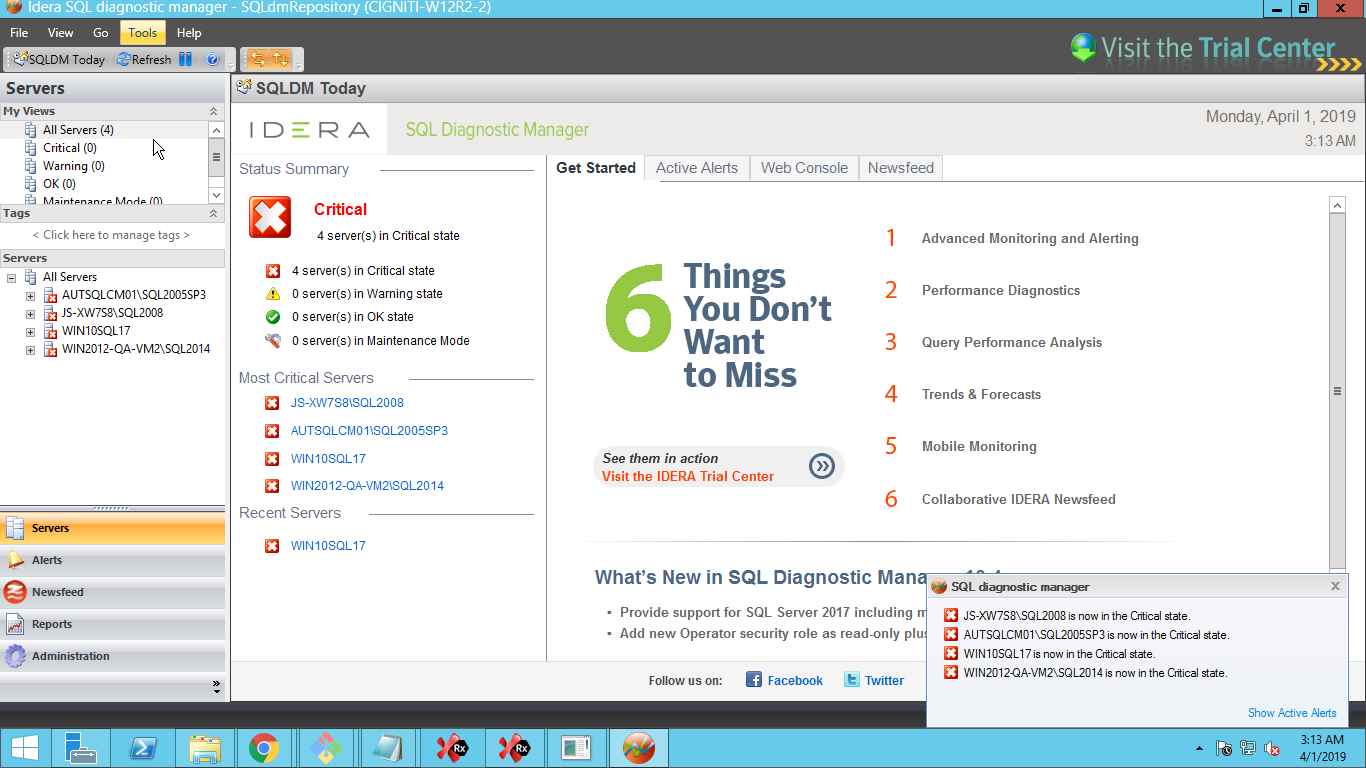 Idera SQL diagnostic manager - SQLdmRepository (CIGNITI-W12R2-2)
File View Go Tools Help
SQLDM Today Refresh
Visit the Trial Center
Servers
My Views
All Servers (4)
Critical (0)
Warning (0)
OK (0)
Maintenance Mode (0)
Tags
< Click here to manage tags >
Servers
All Servers
AUTSQLCM01\SQL2005SP3
JS-XW7S8\SQL2008
WIN10SQL17
WIN2012-QA-VM2\SQL2014
Servers
Alerts
Newsfeed
Reports
Administration
SQLDM Today
IDERA SQL Diagnostic Manager
Monday, April 1, 2019
3:13 AM
Status Summary
Critical
4 server(s) in Critical state
4 server(s) in Critical state
0 server(s) in Warning state
0 server(s) in OK state
0 server(s) in Maintenance Mode
Most Critical Servers
JS-XW7S8\SQL2008
AUTSQLCM01\SQL2005SP3
WIN10SQL17
WIN2012-QA-VM2\SQL2014
Recent Servers
WIN10SQL17
Get Started Active Alerts Web Console Newsfeed
6 Things
You Don't
Want
to Miss
See them in action
Visit the IDERA Trial Center
1 Advanced Monitoring and Alerting
2 Performance Diagnostics
3 Query Performance Analysis
4 Trends & Forecasts
5 Mobile Monitoring
6 Collaborative IDERA Newsfeed
What's New in SQL Diagnostic Mana
• Provide support for SQL Server 2017 including
• Add new Operator security role as read-only plu
Follow us on: Facebook Twitter
SQL diagnostic manager
JS-XW7S8\SQL2008 is now in the Critical state.
AUTSQLCM01\SQL2005SP3 is now in the Critical state.
WIN10SQL17 is now in the Critical state.
WIN2012-QA-VM2\SQL2014 is now in the Critical state.
Show Active Alerts
Rx
Rx
3:13 AM
4/1/2019